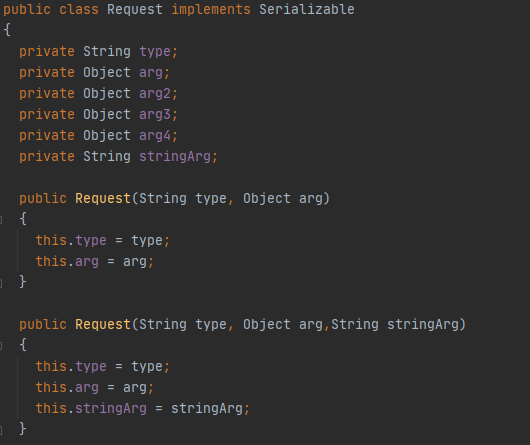 public class Request implements Serializable
{
private String type;
private Object arg;
private Object arg2;
private Object arg3;
private Object arg4;
private String stringArg;
public Request(String type, Object arg)
{
this.type = type;
this.arg = arg;
}
public Request(String type, Object arg,String stringArg)
{
this.type = type;
this.arg = arg;
this.stringArg = stringArg;
}